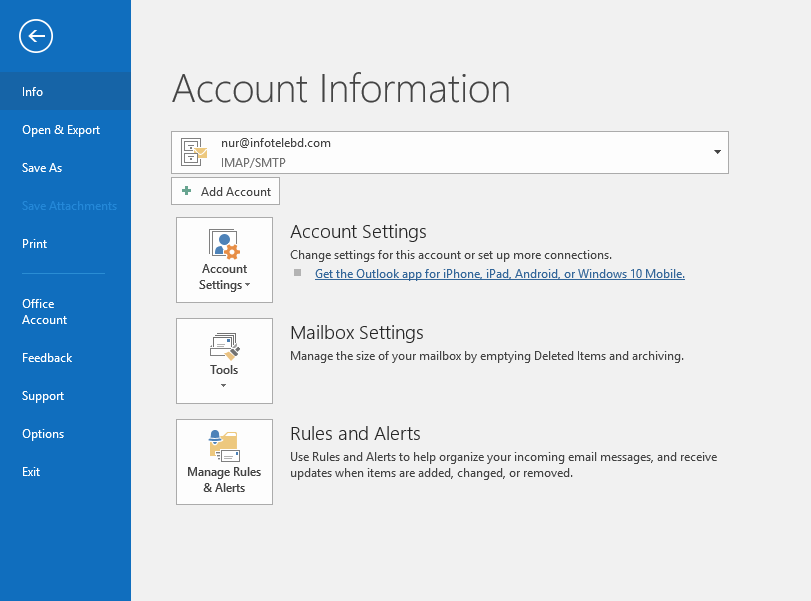 Info
Open & Export
Save As
Save Attachments
Print
Office
Account
Feedback
Support
Options
Exit
Account Information
nur@infotelebd.com
IMAP/SMTP
Add Account
Account
Settings
Account Settings
Change settings for this account or set up more connections.
Get the Outlook app for iPhone, iPad, Android, or Windows 10 Mobile.
Tools
Mailbox Settings
Manage the size of your mailbox by emptying Deleted Items and archiving.
Manage Rules
& Alerts
Rules and Alerts
Use Rules and Alerts to help organize your incoming email messages, and receive
updates when items are added, changed, or removed.